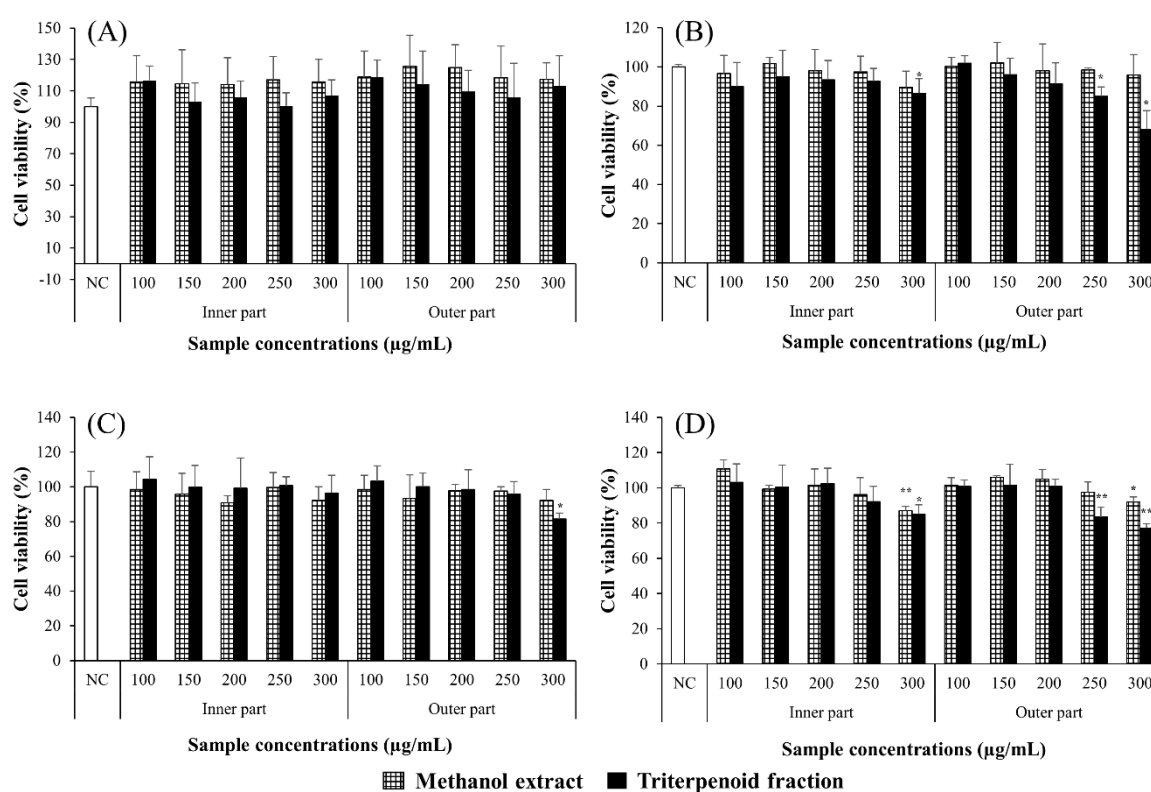 (A)
Cell viability (%)
150
130
110
90
70
50
30
10
-10
NC 100 150 200 250 300 100 150 200 250 300
Inner part Outer part
Sample concentrations (µg/mL)
(B)
Cell viability (%)
120
100
80
60
40
20
0
* * *
NC 100 150 200 250 300 100 150 200 250 300
Inner part Outer part
Sample concentrations (µg/mL)
(C)
Cell viability (%)
140
120
100
80
60
40
20
0
*
NC 100 150 200 250 300 100 150 200 250 300
Inner part Outer part
Sample concentrations (µg/mL)
(D)
Cell viability (%)
140
120
100
80
60
40
20
0
** * ** * **
NC 100 150 200 250 300 100 150 200 250 300
Inner part Outer part
Sample concentrations (µg/mL)
Methanol extract Triterpenoid fraction